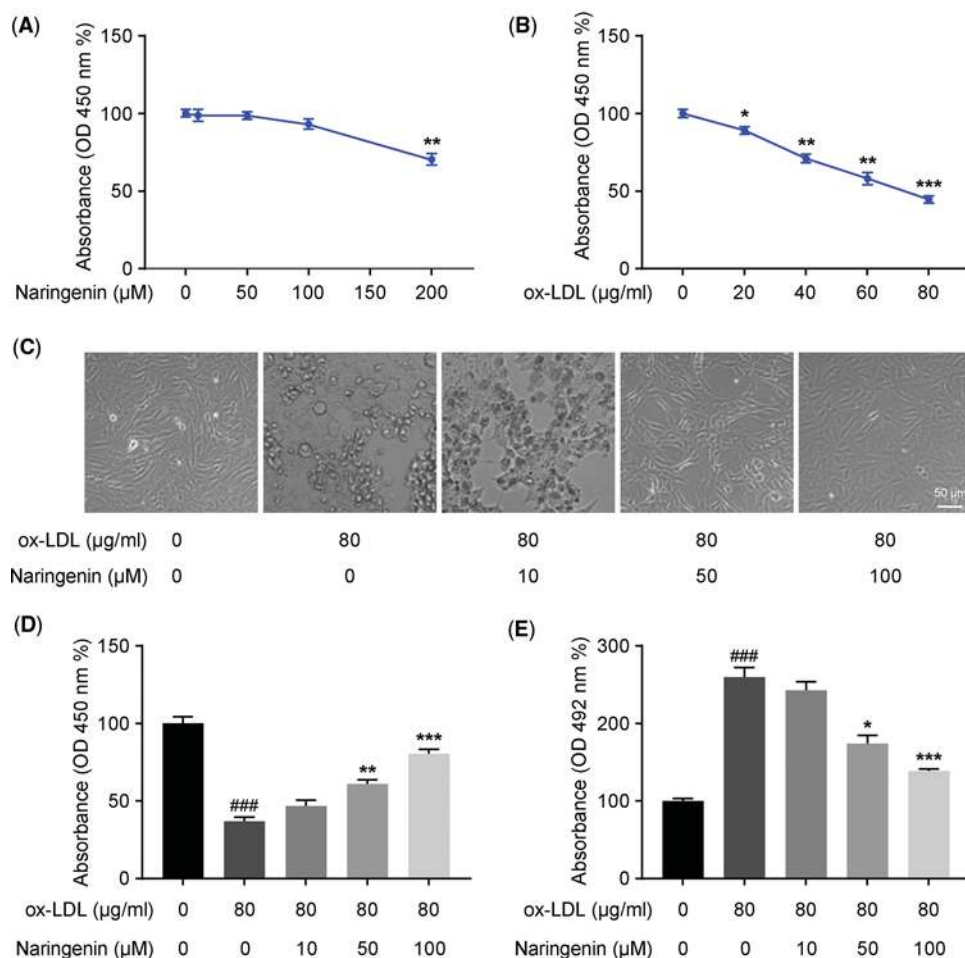 (A)
Absorbance (OD 450 nm %)
150
100
50
0
**
Naringenin (µM) 0 50 100 150 200
(B)
Absorbance (OD 450 nm %)
150
100
50
0
*
**
**
***
ox-LDL (µg/ml) 0 20 40 60 80
(C)
50 µm
ox-LDL (µg/ml) 0 80 80 80 80
Naringenin (µM) 0 0 10 50 100
(D)
Absorbance (OD 450 nm %)
150
100
50
0
###
**
***
ox-LDL (µg/ml) 0 80 80 80 80
Naringenin (µM) 0 0 10 50 100
(E)
Absorbance (OD 492 nm %)
300
200
100
0
###
*
***
ox-LDL (µg/ml) 0 80 80 80 80
Naringenin (µM) 0 0 10 50 100